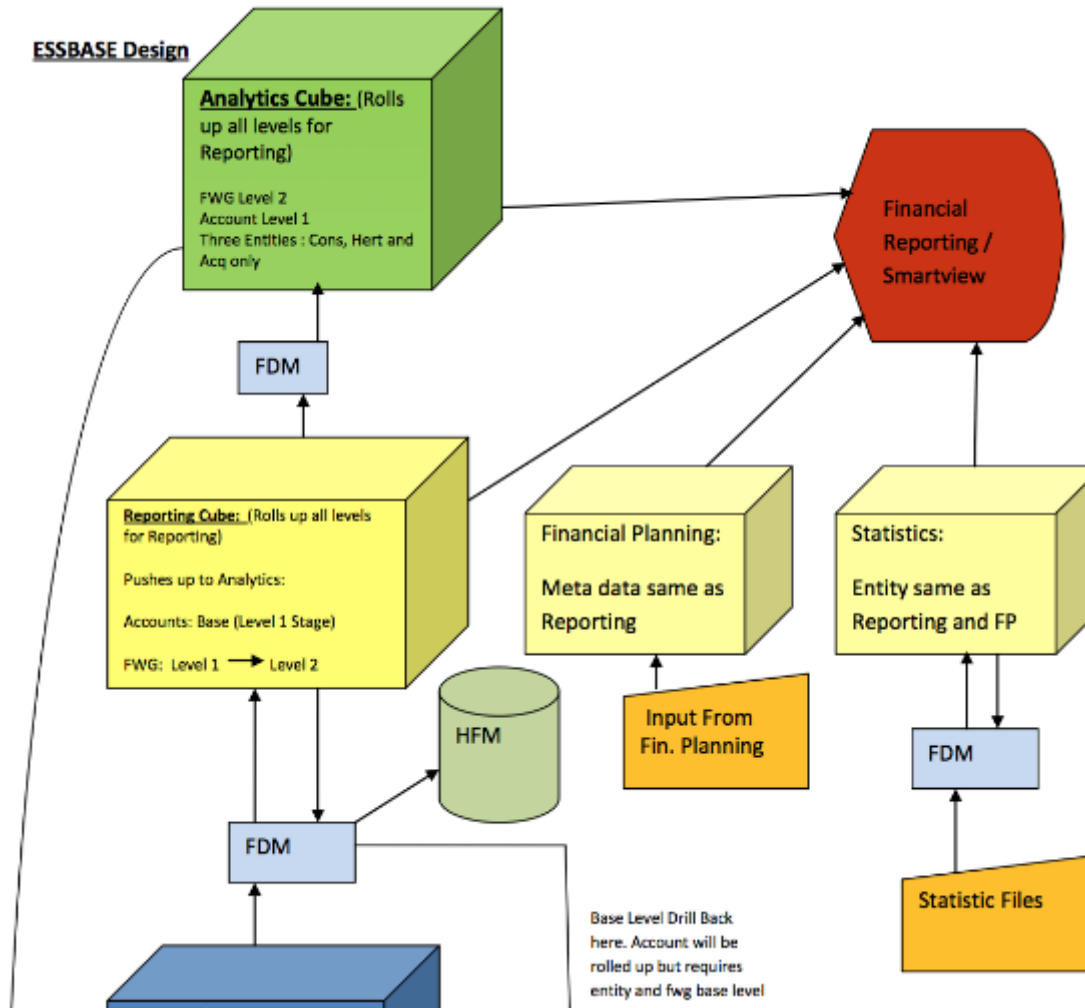 ESSBASE Design
Analytics Cube: (Rolls
up all levels for
Reporting)
FWG Level 2
Account Level 1
Three Entities : Cons, Hert and
Acq only
Financial
Reporting /
Smartview
FDM
Reporting Cube: (Rolls up all levels
for Reporting)
Pushes up to Analytics:
Accounts: Base (Level 1 Stage)
FWG: Level 1 Level 2
Financial Planning:
Meta data same as
Reporting
Statistics:
Entity same as
Reporting and FP
HFM
Input From
Fin. Planning
FDM
FDM
Statistic Files
Base Level Drill Back
here. Account will be
rolled up but requires
entity and fwg base level